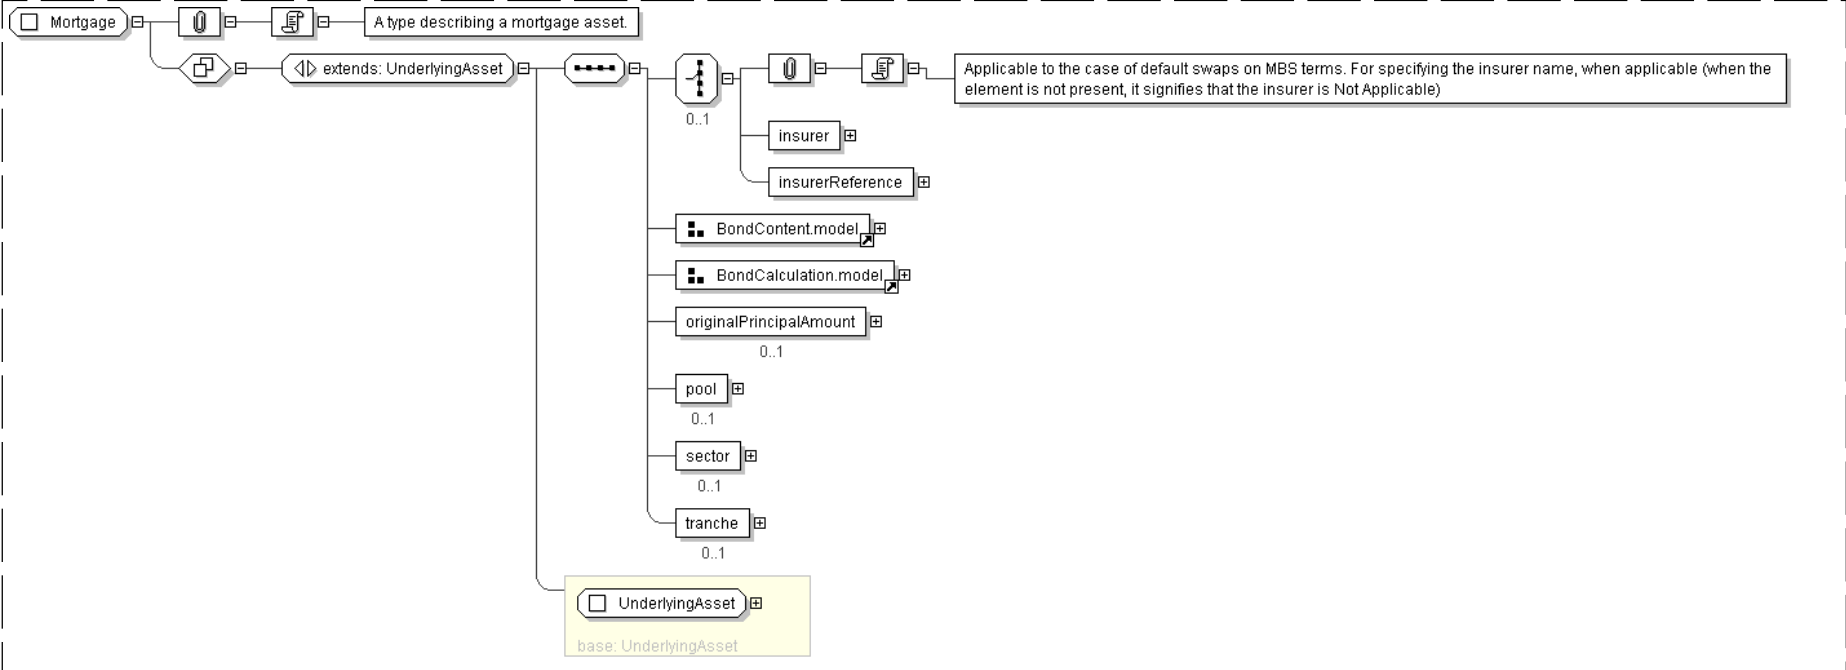 Mortgage
A type describing a mortgage asset.
extends: UnderlyingAsset
Applicable to the case of default swaps on MBS terms. For specifying the insurer name, when applicable (when the
element is not present, it signifies that the insurer is Not Applicable)
0..1
insurer
insurerReference
BondContent.model
BondCalculation.model
originalPrincipalAmount
0..1
pool
0..1
sector
0..1
tranche
0..1
UnderlyingAsset
base: UnderlyingAsset